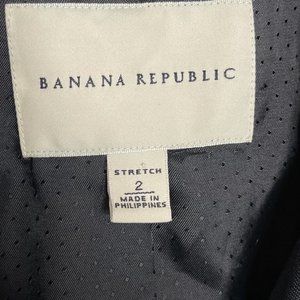 BANANA REPUBLIC
STRETCH
2
MADE IN
PHILIPPINES